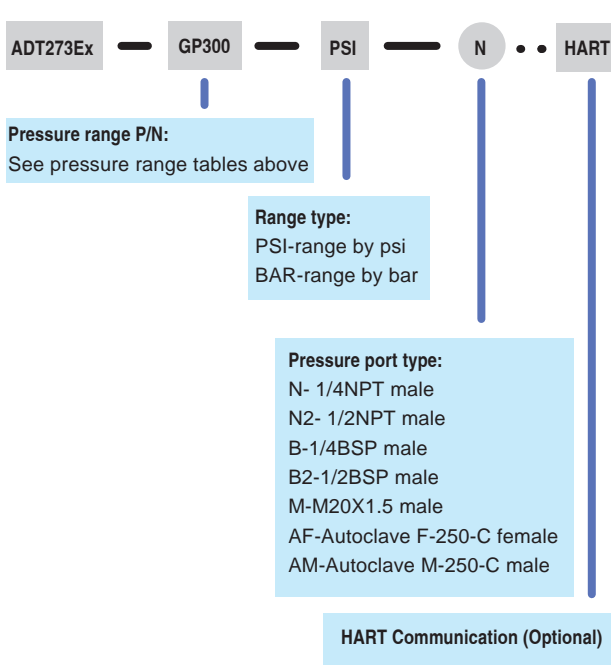 ADT273Ex GP300 PSI N HART
Pressure range P/N:
See pressure range tables above
Range type:
PSI-range by psi
BAR-range by bar
Pressure port type:
N- 1/4NPT male
N2- 1/2NPT male
B-1/4BSP male
B2-1/2BSP male
M-M20X1.5 male
AF-Autoclave F-250-C female
AM-Autoclave M-250-C male
HART Communication (Optional)